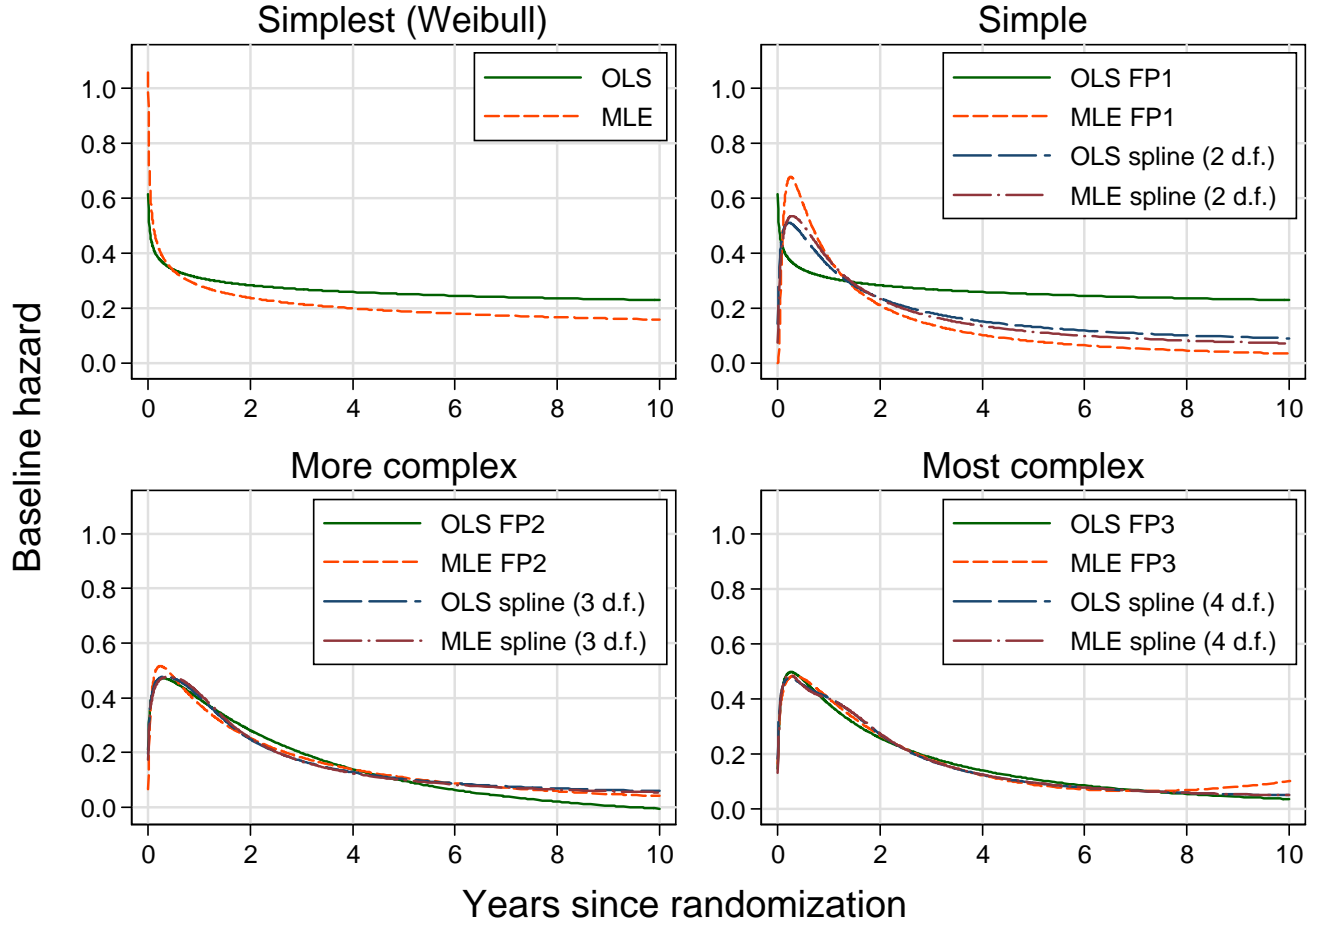 Simplest (Weibull)
OLS
MLE
1.0
0.8
0.6
0.4
0.2
0.0
0 2 4 6 8 10
Simple
OLS FP1
MLE FP1
OLS spline (2 d.f.)
MLE spline (2 d.f.)
1.0
0.8
0.6
0.4
0.2
0.0
0 2 4 6 8 10
Baseline hazard
More complex
OLS FP2
MLE FP2
OLS spline (3 d.f.)
MLE spline (3 d.f.)
1.0
0.8
0.6
0.4
0.2
0.0
0 2 4 6 8 10
Most complex
OLS FP3
MLE FP3
OLS spline (4 d.f.)
MLE spline (4 d.f.)
1.0
0.8
0.6
0.4
0.2
0.0
0 2 4 6 8 10
Years since randomization